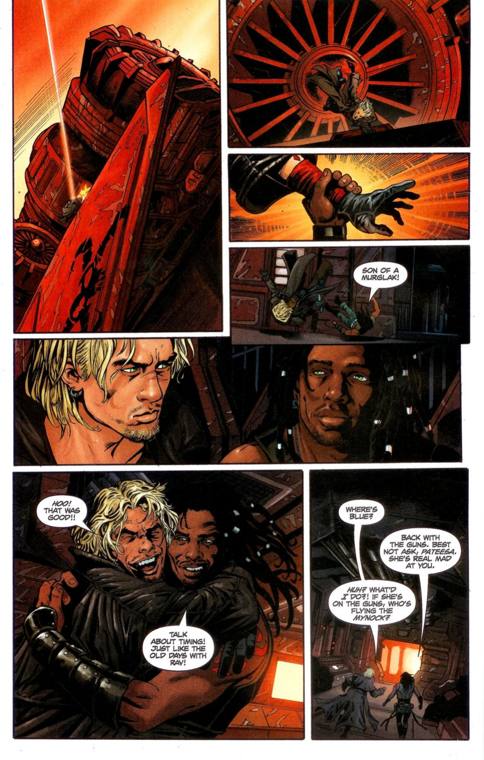 SON OF A
MURGLAK!
HOO!
THAT WAS
GOOD!!
TALK
ABOUT TIMING!
JUST LIKE THE
OLD DAYS WITH
RAV!
WHERE'S
BLUE?
BACK WITH
THE GUNS. BEST
NOT ASK, PATEESA.
SHE'S REAL MAD
AT YOU.
HUH? WHAT'D
I DO?! IF SHE'S
ON THE GUNS, WHO'S
FLYING THE
MYNOCK?